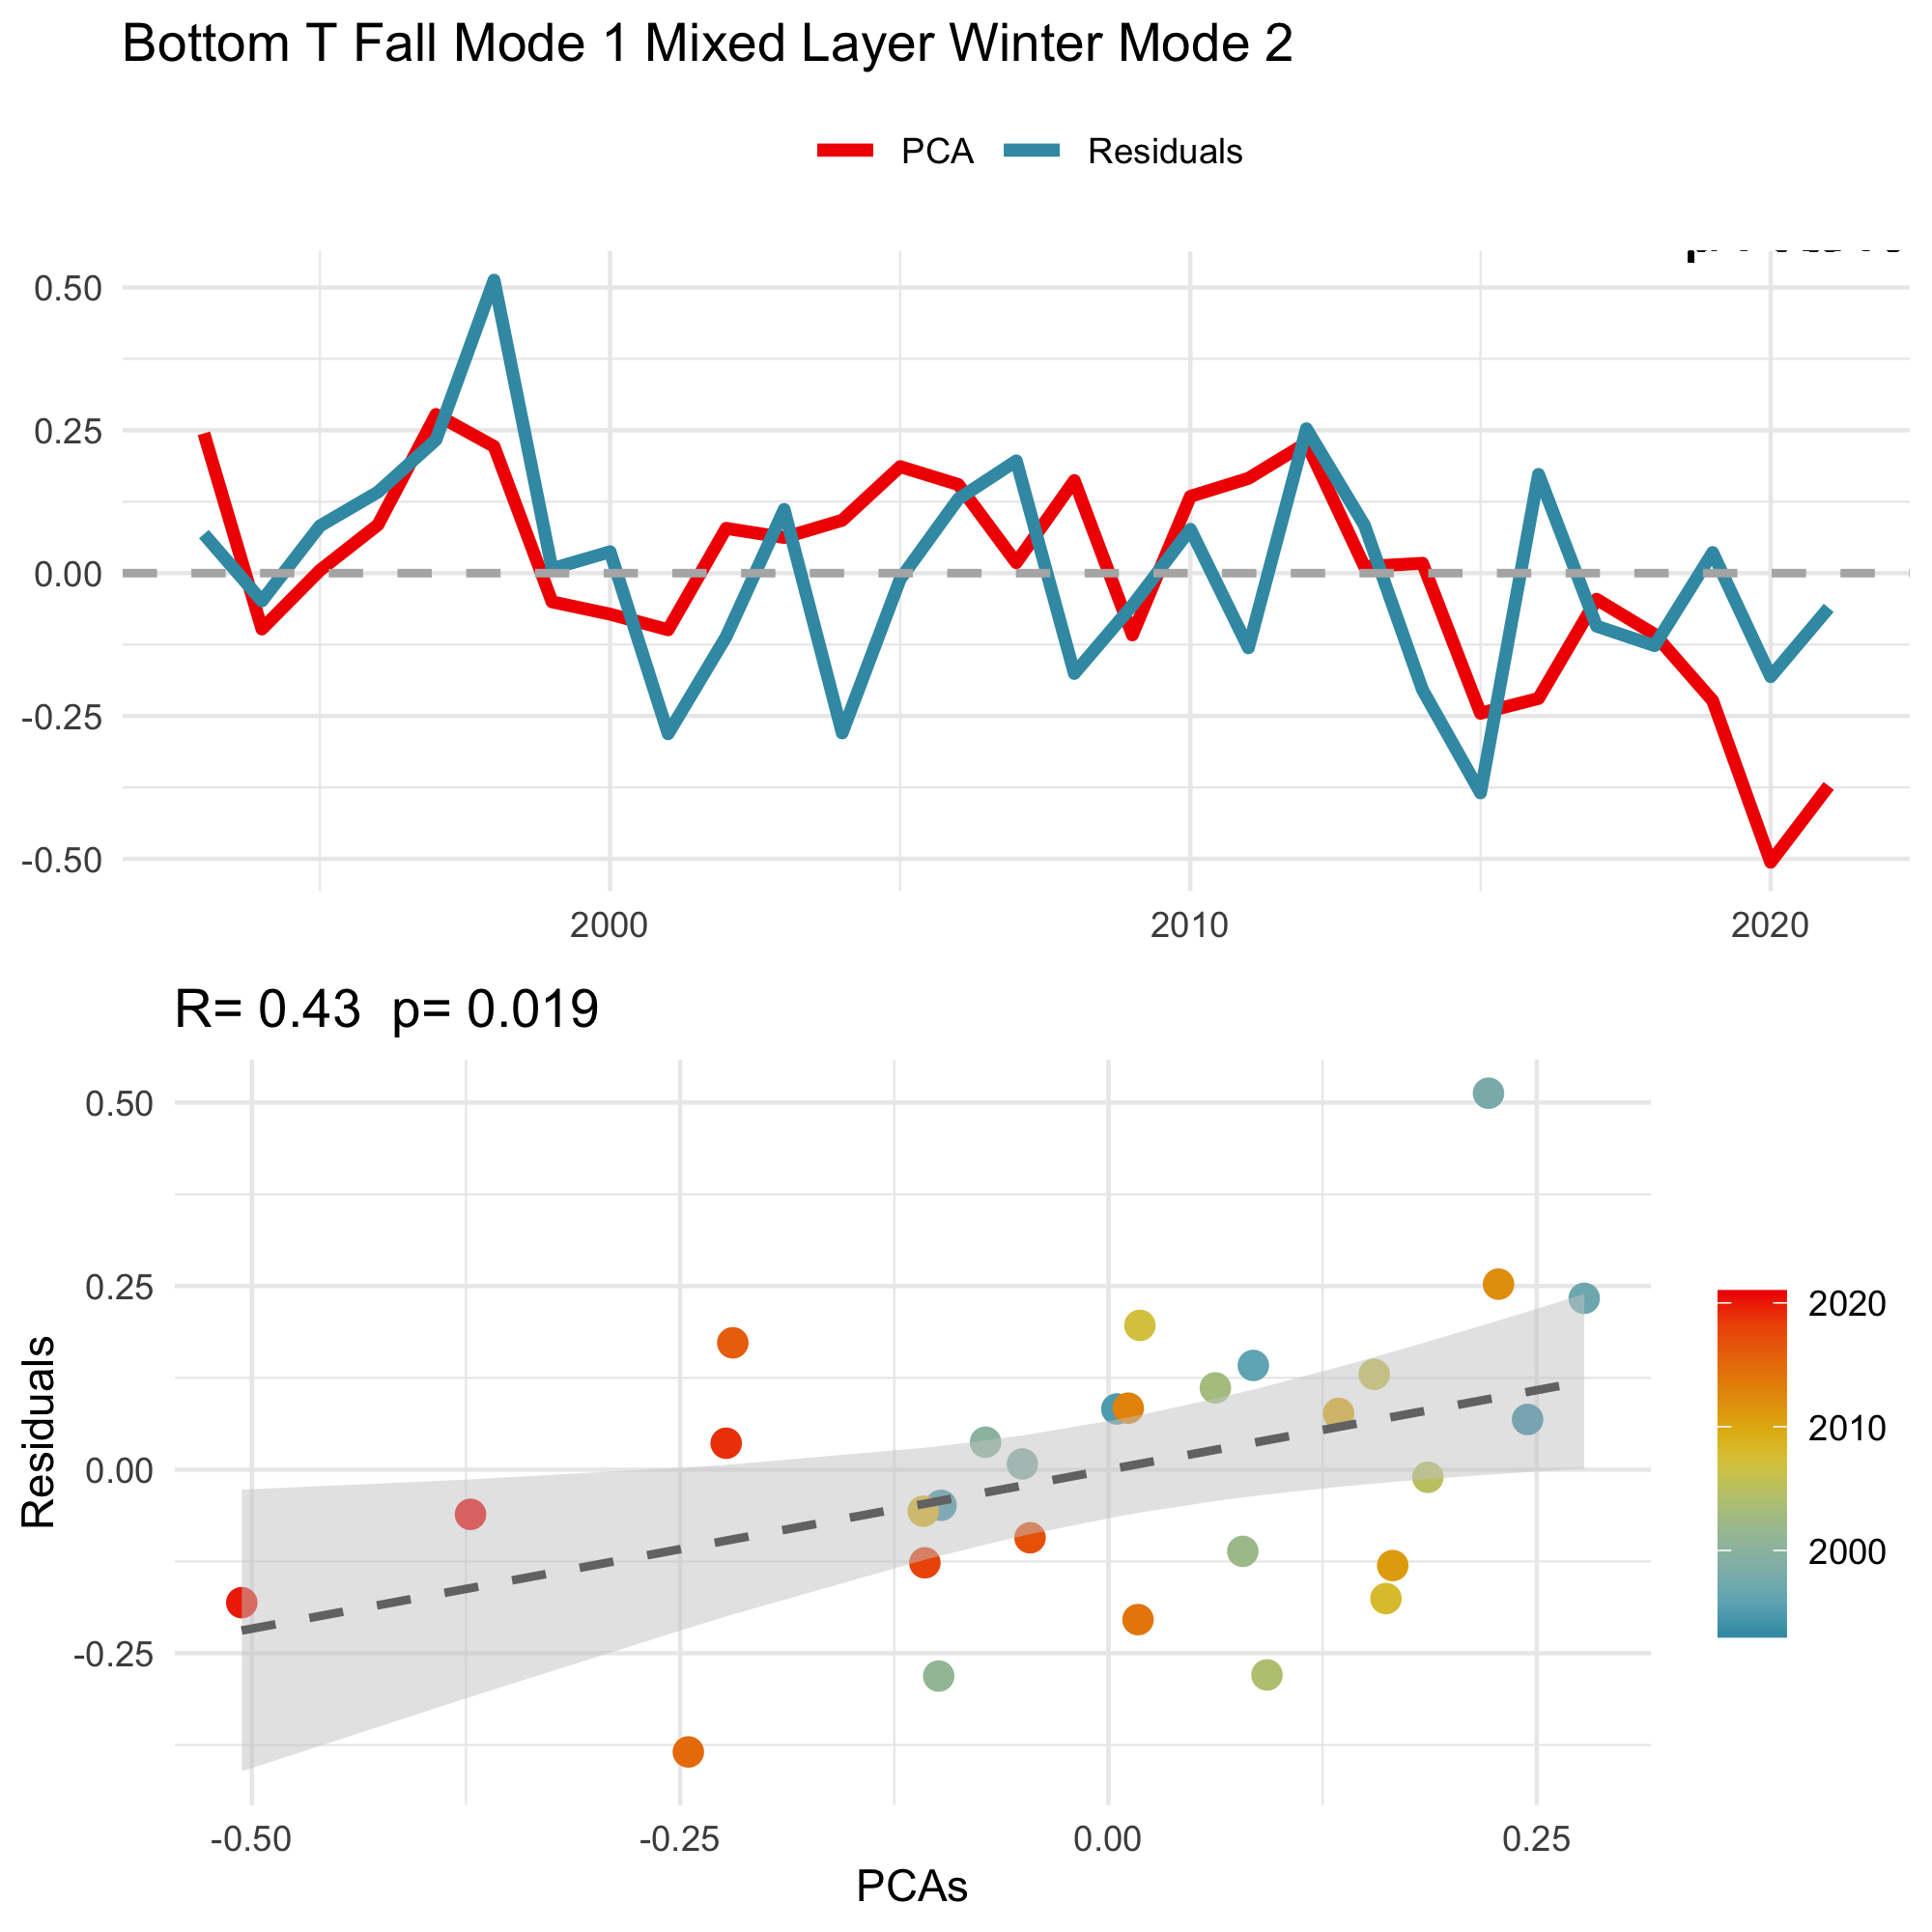 Bottom T Fall Mode 1 Mixed Layer Winter Mode 2
PCA Residuals
0.50
0.25
0.00
-0.25
-0.50
2000 2010 2020
R= 0.43 p= 0.019
Residuals
0.50
0.25
0.00
-0.25
-0.50 -0.25 0.00 0.25
PCAs
2020
2010
2000